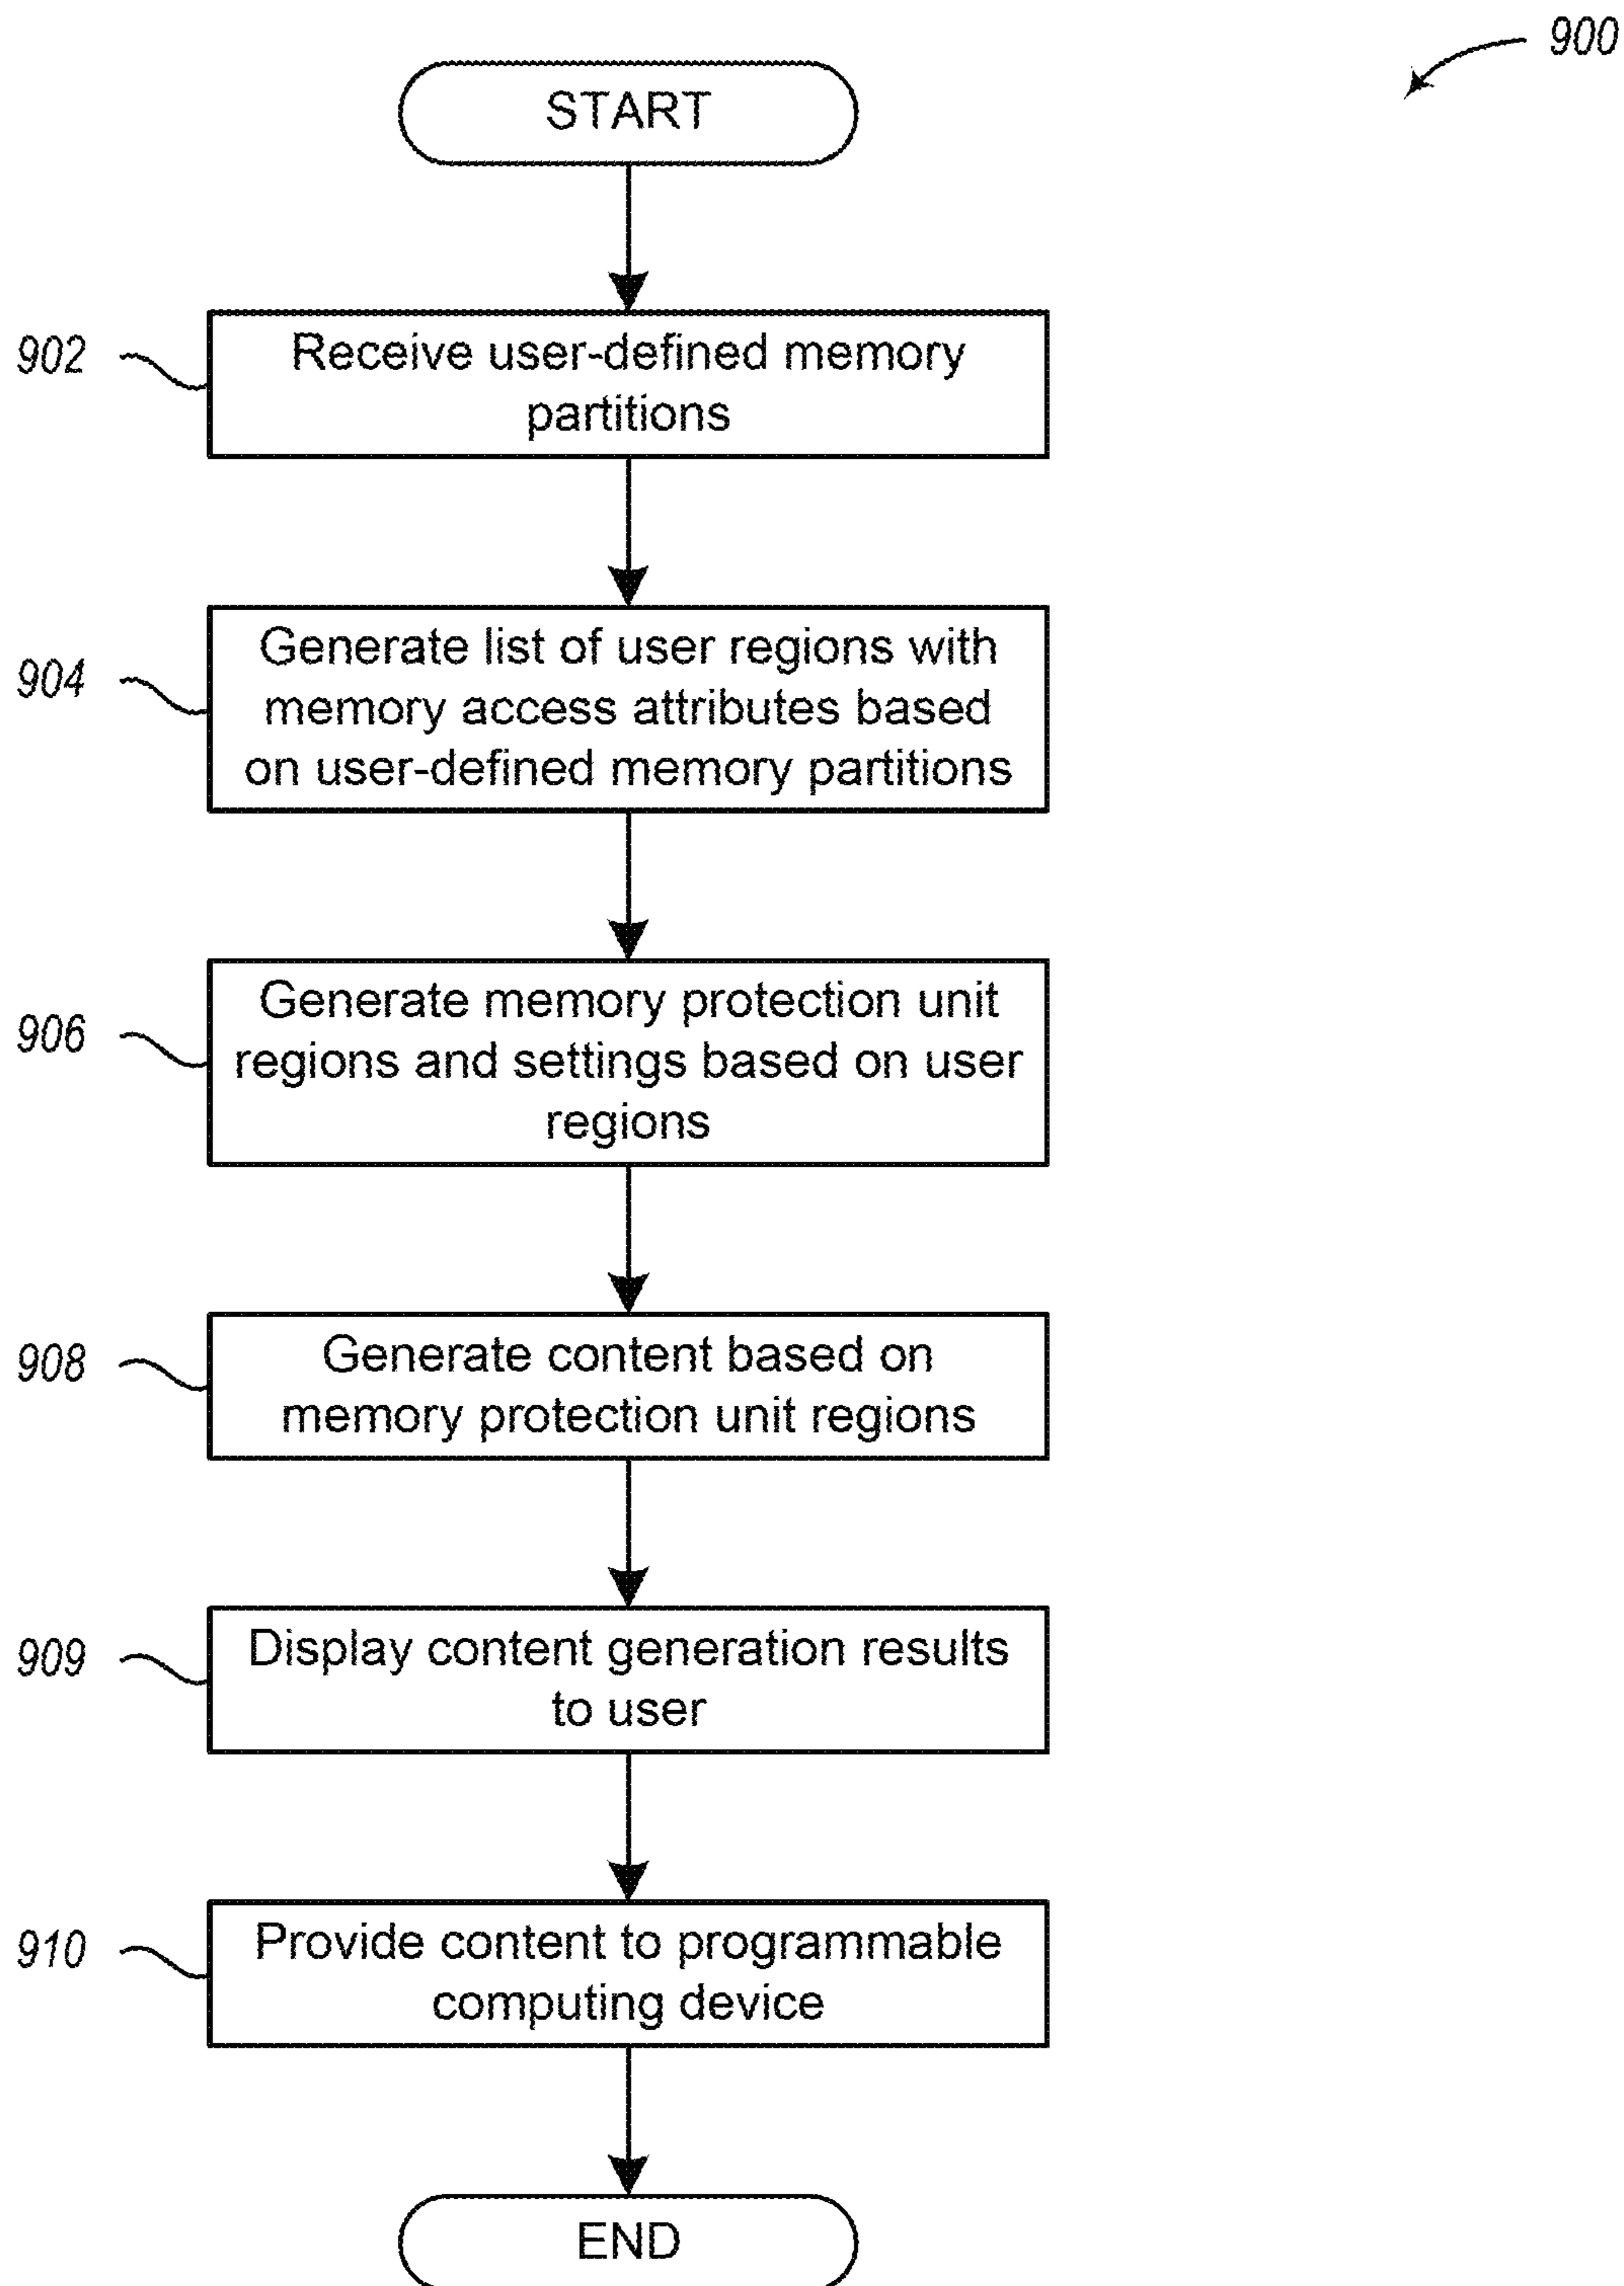 900
START
902
Receive user-defined memory
partitions
904
Generate list of user regions with
memory access attributes based
on user-defined memory partitions
906
Generate memory protection unit
regions and settings based on user
regions
908
Generate content based on
memory protection unit regions
909
Display content generation results
to user
910
Provide content to programmable
computing device
END